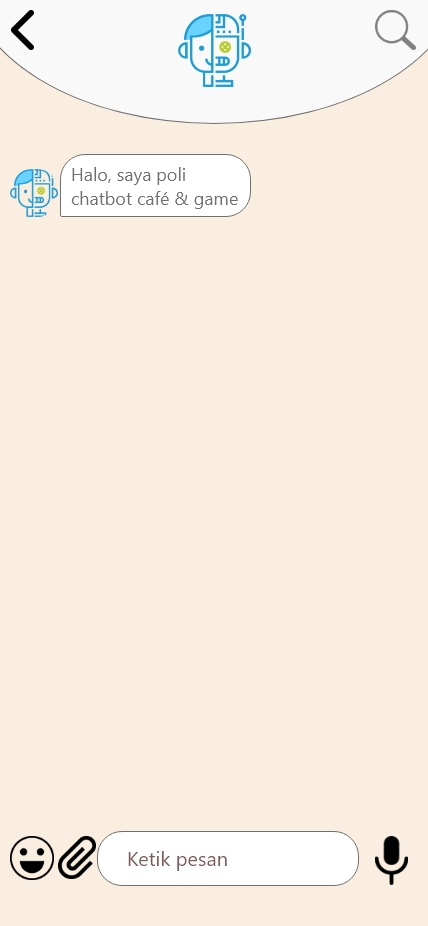 Halo, saya poli
chatbot café & game
Ketik pesan